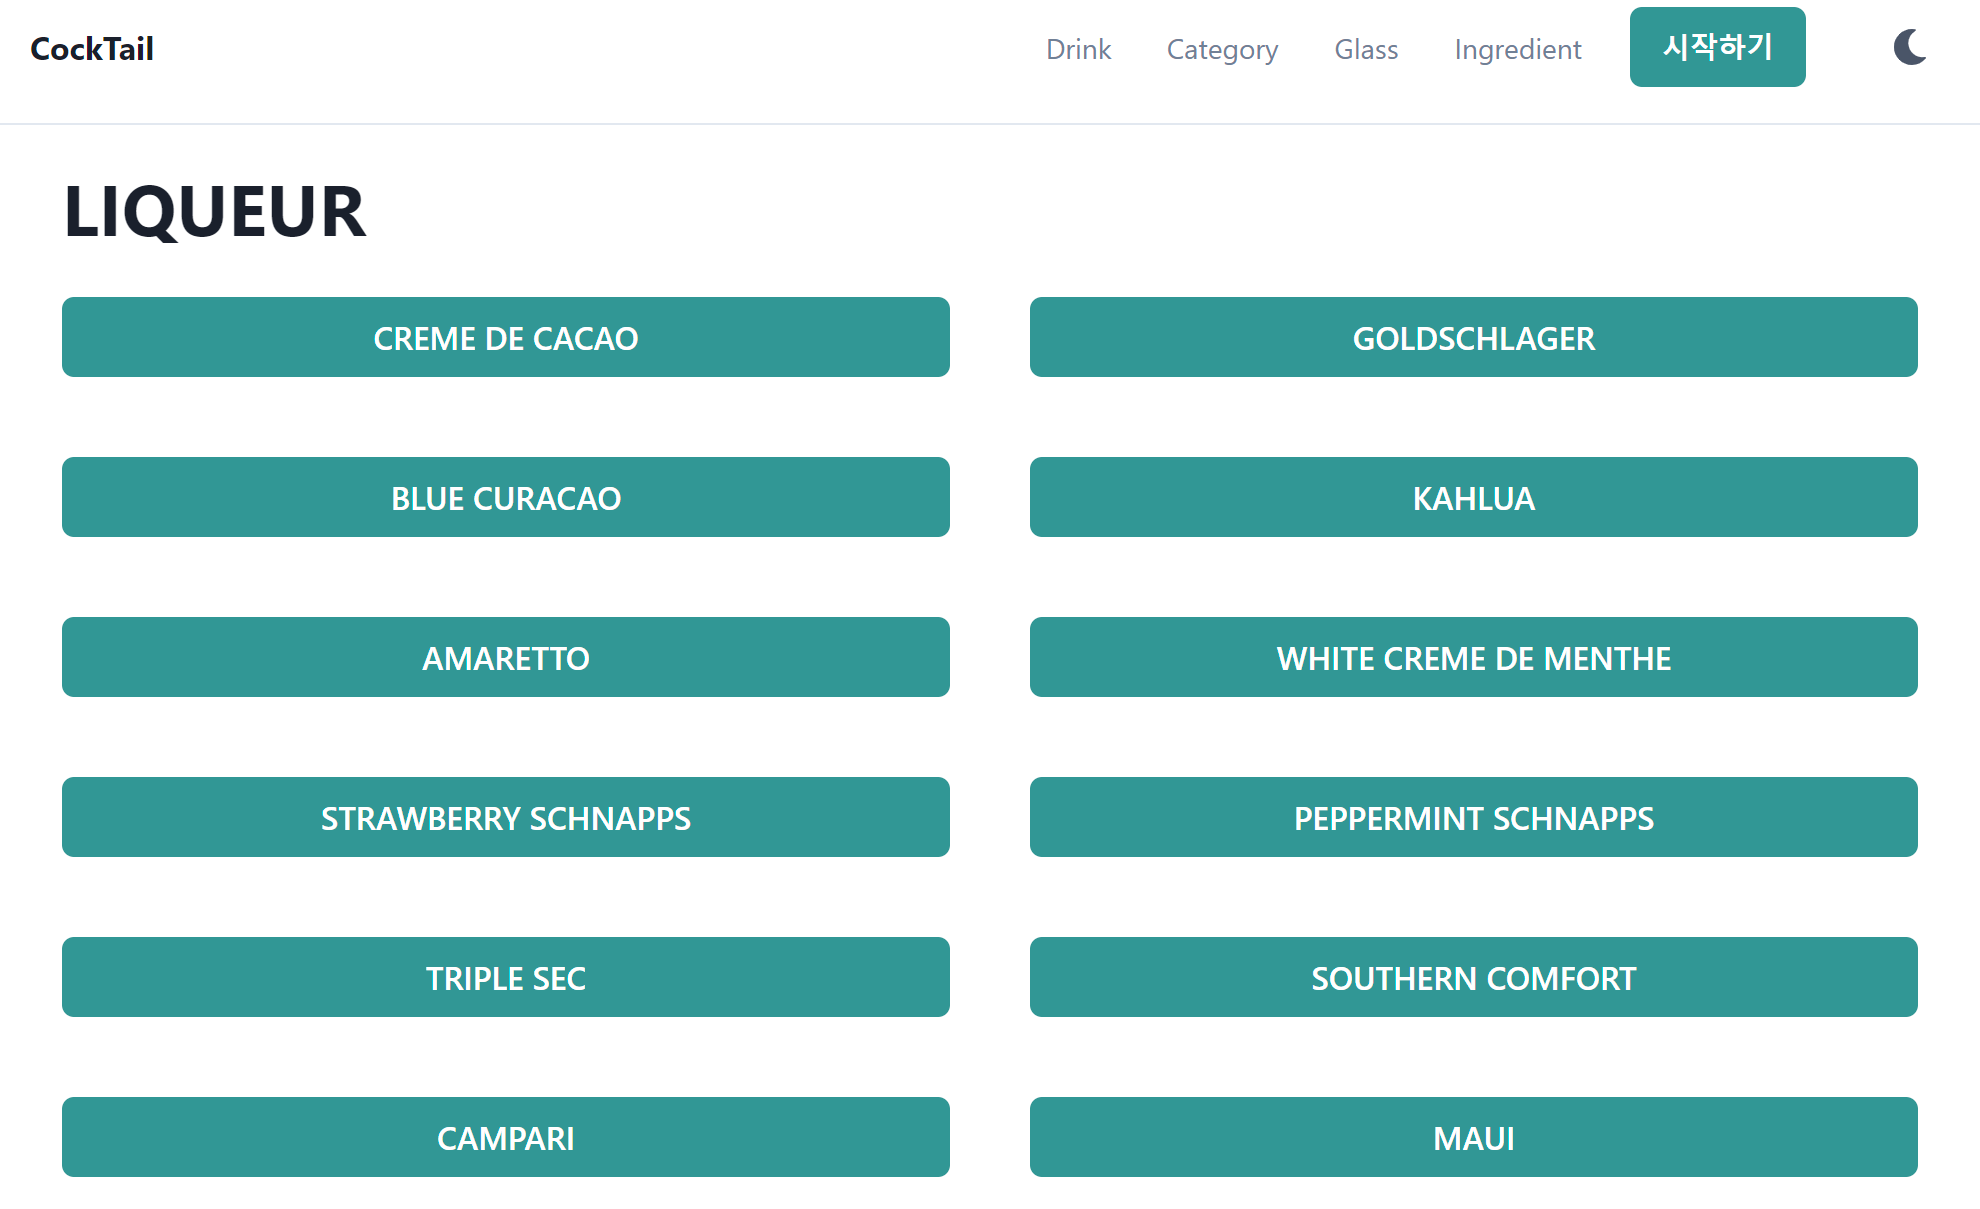 CockTail
Drink Category Glass Ingredient 시작하기
LIQUEUR
CREME DE CACAO
GOLDSCHLAGER
BLUE CURACAO
KAHLUA
AMARETTO
WHITE CREME DE MENTHE
STRAWBERRY SCHNAPPS
PEPPERMINT SCHNAPPS
TRIPLE SEC
SOUTHERN COMFORT
CAMPARI
MAUI